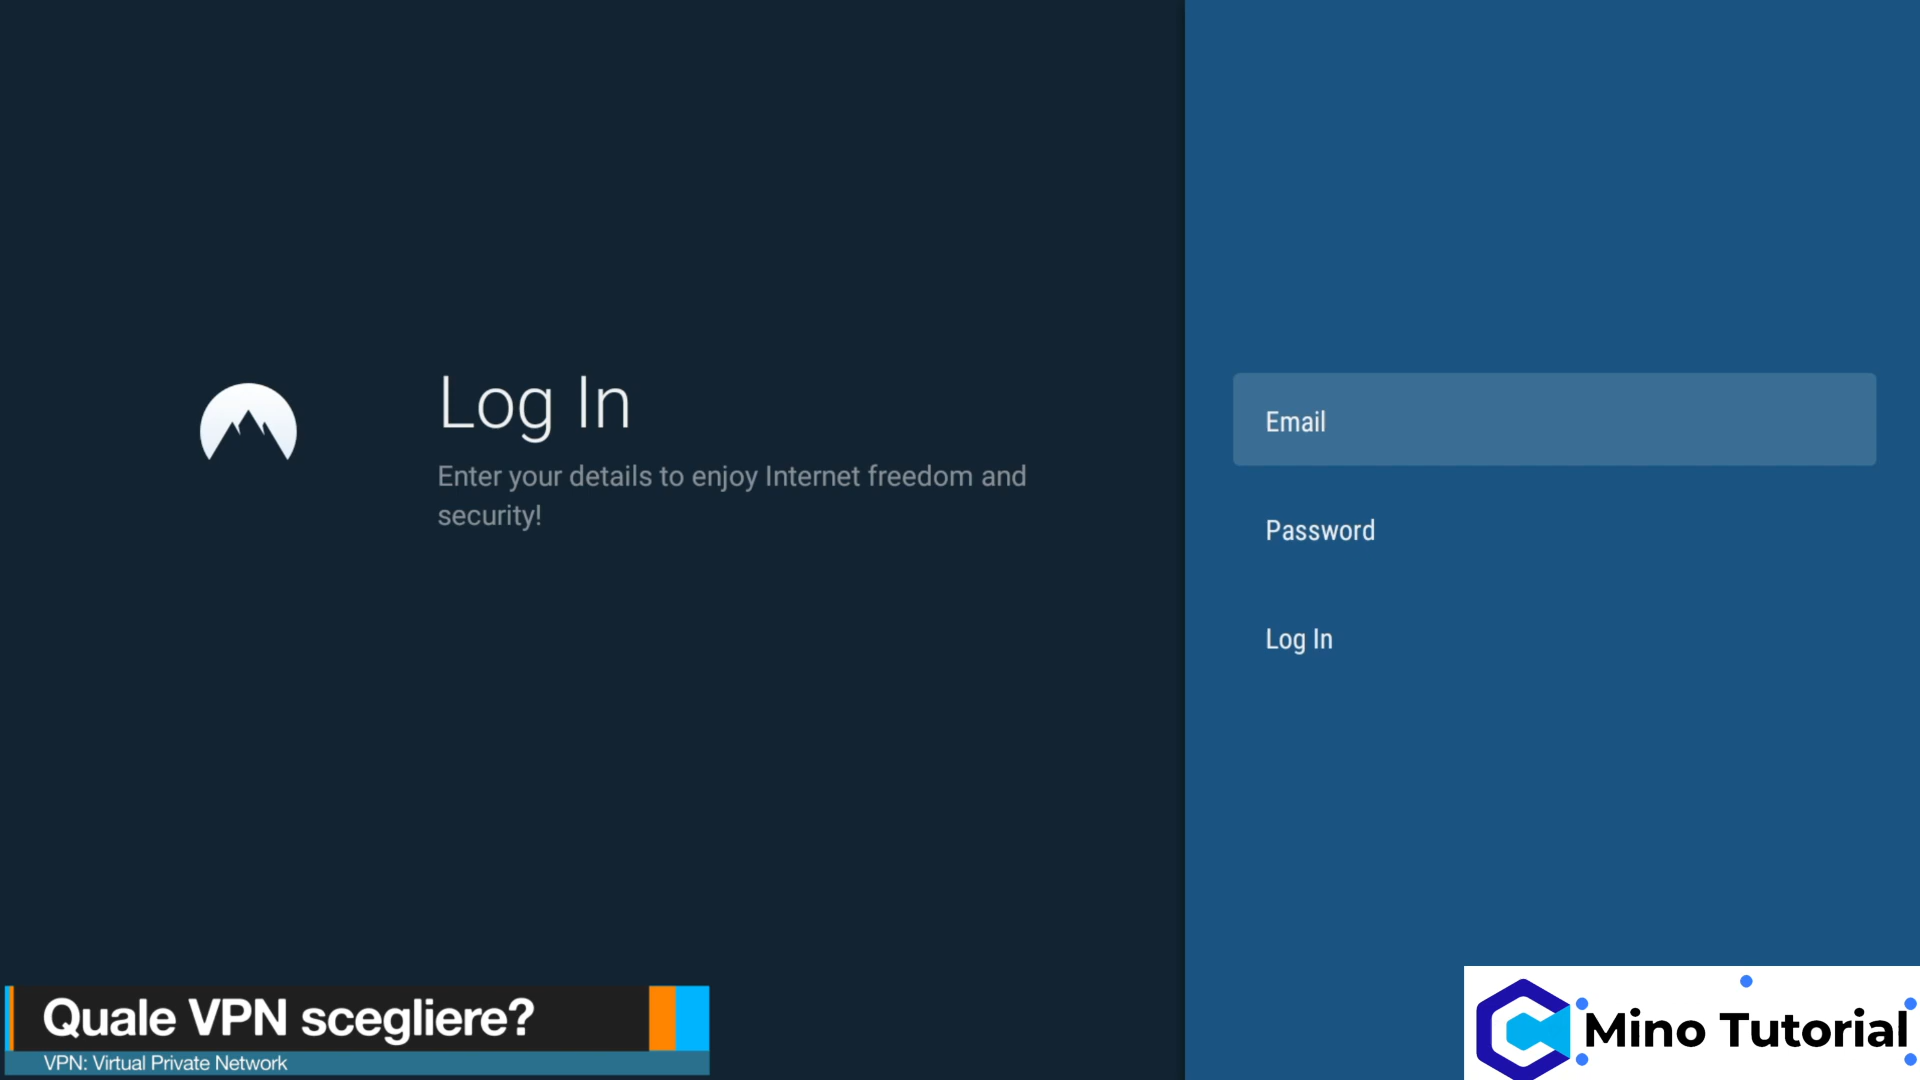 Log In
Enter your details to enjoy Internet freedom and
security!
Email
Password
Log In
Quale VPN scegliere?
VPN: Virtual Private Network
Mino Tutorial